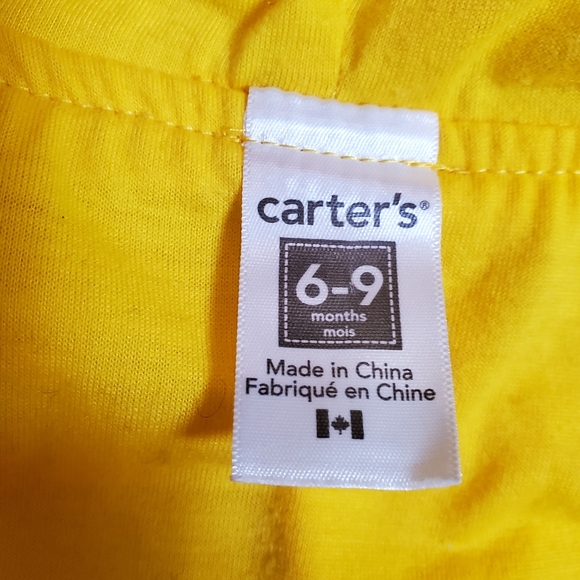 carter's®
6-9
months
mois
Made in China
Fabriqué en Chine